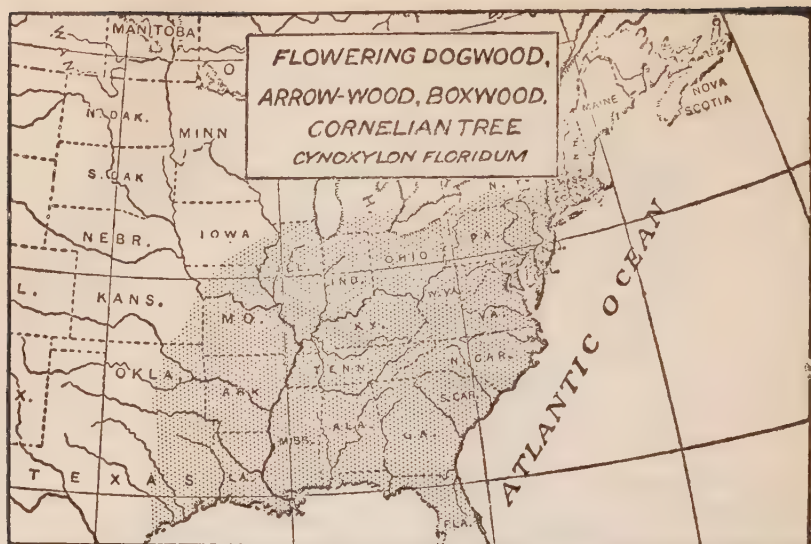 MANITOBA
O
FLOWERING DOGWOOD,
ARROW-WOOD, BOXWOOD,
CORNELIAN TREE
CYNOXYLON FLORIDUM
MAINE
NOVA
SCOTIA
N. DAK.
MINN
S. DAK
NEBR.
IOWA
ILL.
IND.
OHIO
PA.
N.
L.
KANS.
MO.
KY.
W.VA.
VA.
X.
OKLA.
ARK.
TENN.
N. CAR.
S. CAR.
MISS.
ALA.
GA.
TEXAS
LA.
FLA.
ATLANTIC OCEAN